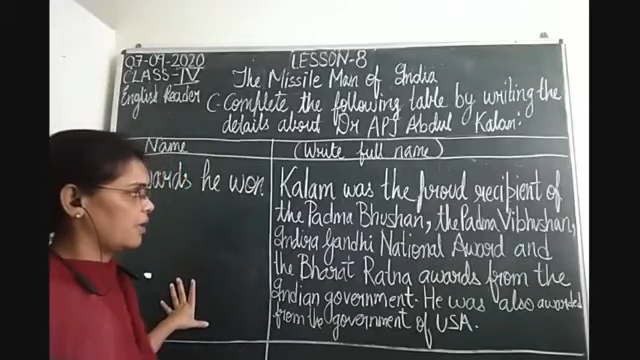 07-09-2020
LESSON-8
CLASS-IV
The Missile Man of India
English Reader
C-Complete the following table by writing the
details about Dr APJ Abdul Kalam:
Name
(Write full name)
he won
Kalam was the proud recipient of
the Padma Bhushan, the Padma Vibhushan,
Indira Gandhi National Award and
the Bharat Ratna awards from the
Indian government. He was also awarded
from the government of USA.